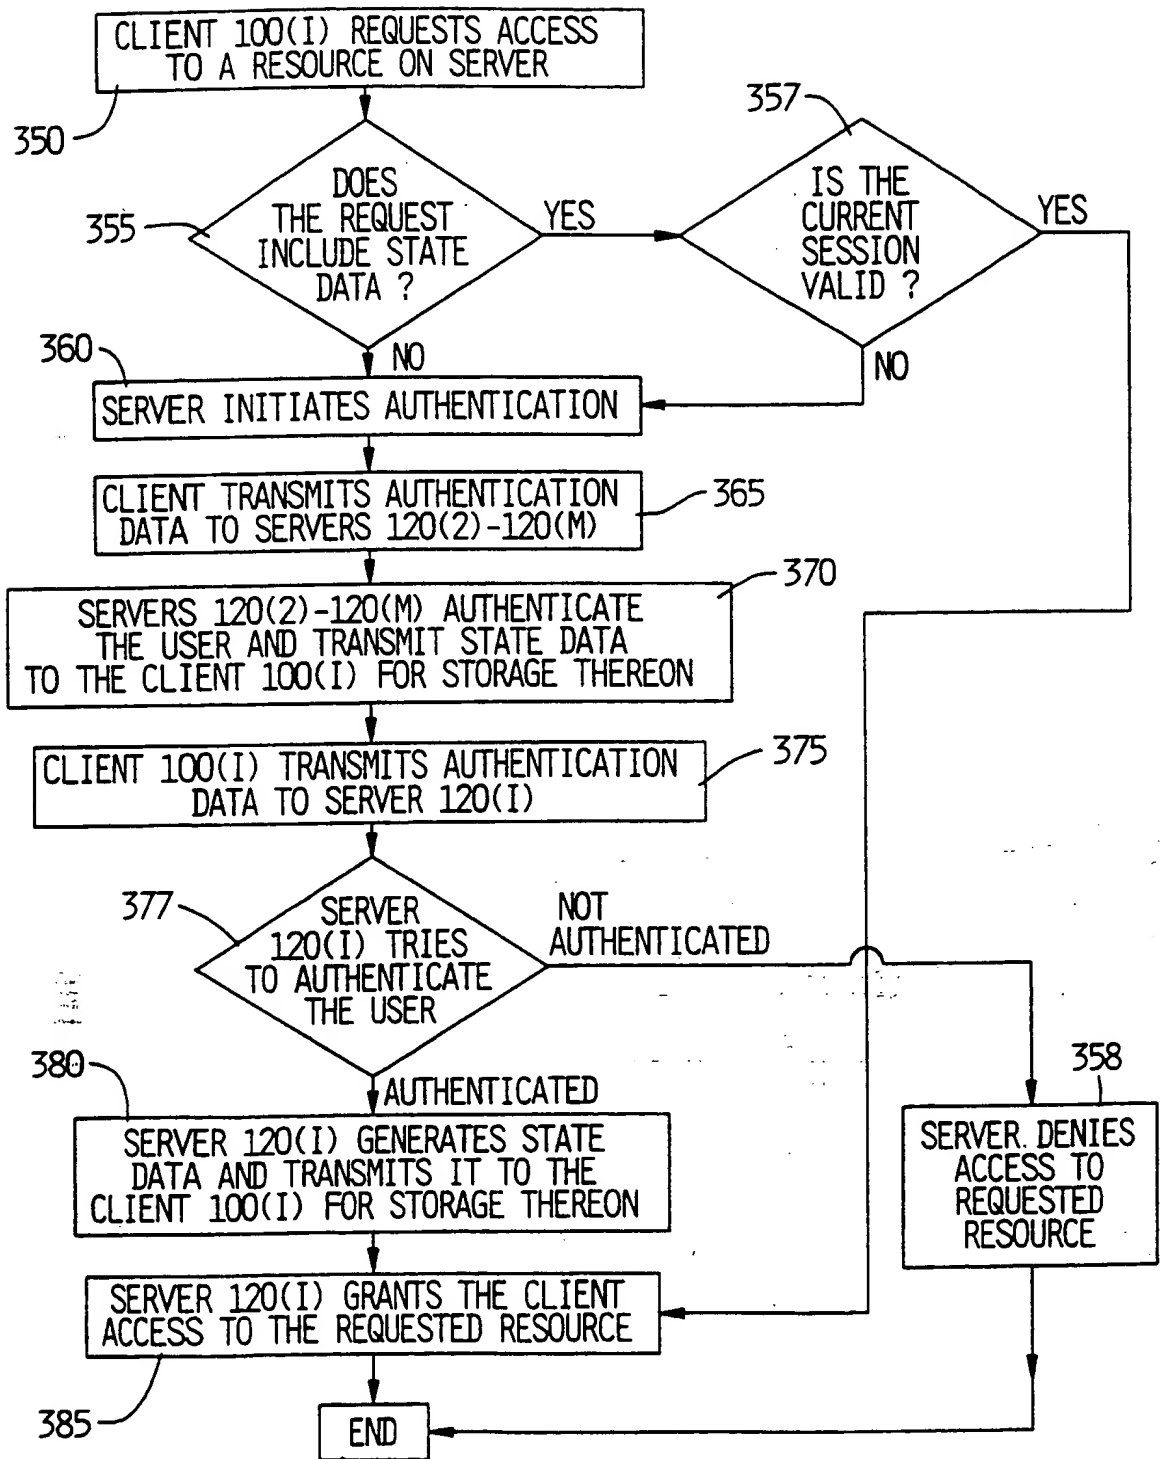 CLIENT 100(I) REQUESTS ACCESS
TO A RESOURCE ON SERVER
350
357
DOES
THE REQUEST
INCLUDE STATE
DATA ?
355
YES
IS THE
CURRENT
SESSION
VALID ?
YES
360
NO
NO
SERVER INITIATES AUTHENTICATION
CLIENT TRANSMITS AUTHENTICATION
DATA TO SERVERS 120(2)-120(M)
365
370
SERVERS 120(2)-120(M) AUTHENTICATE
THE USER AND TRANSMIT STATE DATA
TO THE CLIENT 100(I) FOR STORAGE THEREON
CLIENT 100(I) TRANSMITS AUTHENTICATION
DATA TO SERVER 120(I)
375
377
SERVER
120(I) TRIES
TO AUTHENTICATE
THE USER
NOT
AUTHENTICATED
380
AUTHENTICATED
358
SERVER 120(I) GENERATES STATE
DATA AND TRANSMITS IT TO THE
CLIENT 100(I) FOR STORAGE THEREON
SERVER. DENIES
ACCESS TO
REQUESTED
RESOURCE
SERVER 120(I) GRANTS THE CLIENT
ACCESS TO THE REQUESTED RESOURCE
385
END